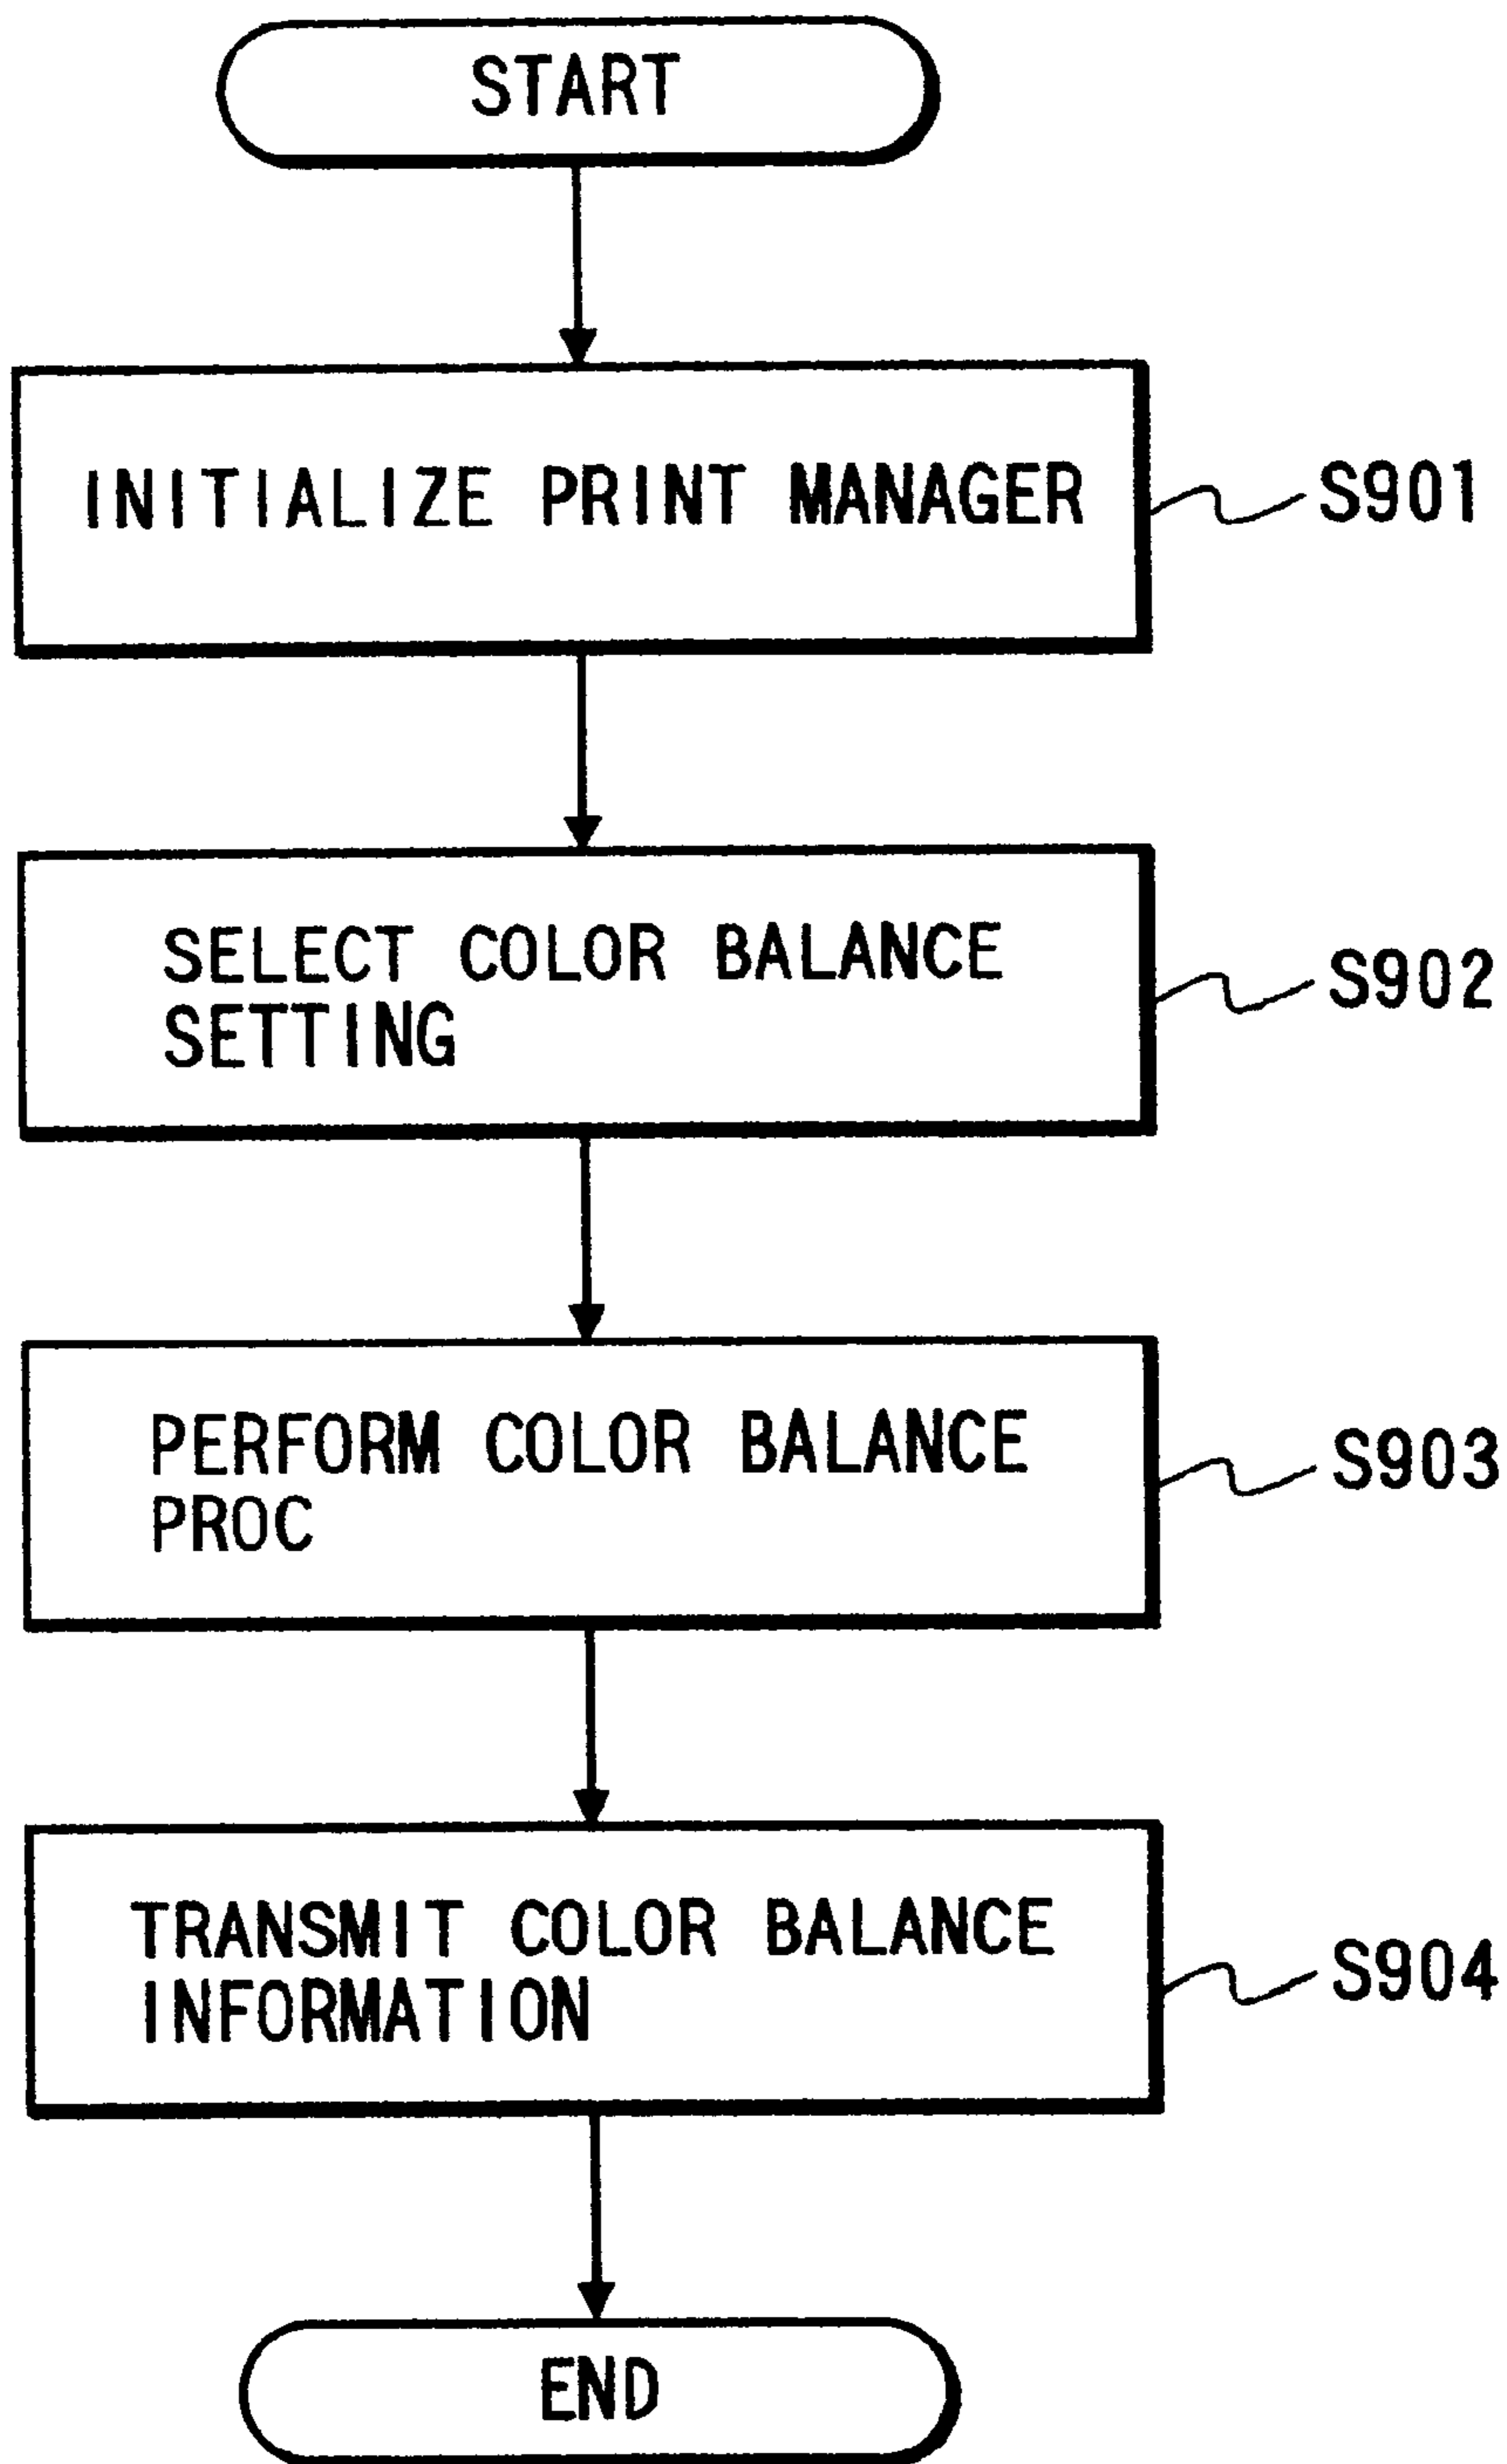 START
INITIALIZE PRINT MANAGER
S901
SELECT COLOR BALANCE
SETTING
S902
PERFORM COLOR BALANCE
PROC
S903
TRANSMIT COLOR BALANCE
INFORMATION
S904
END